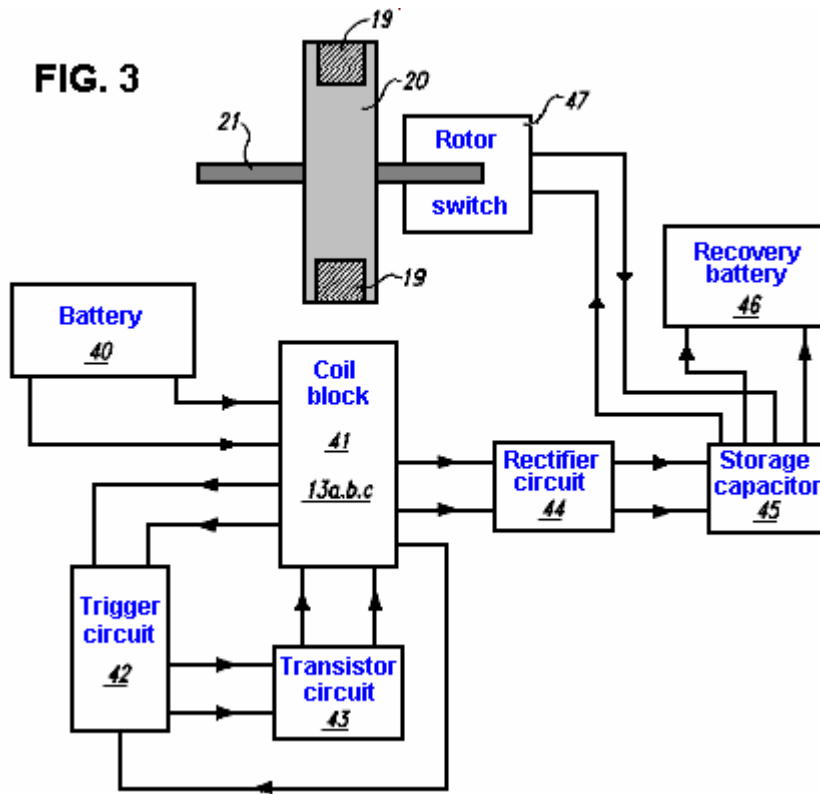 19
FIG. 3
20
47
21
Rotor
switch
Recovery
battery
46
19
Battery
40
Coil
block
41
13a.b.c
Rectifier
circuit
44
Storage
capacitor
45
Trigger
circuit
42
Transistor
circuit
43